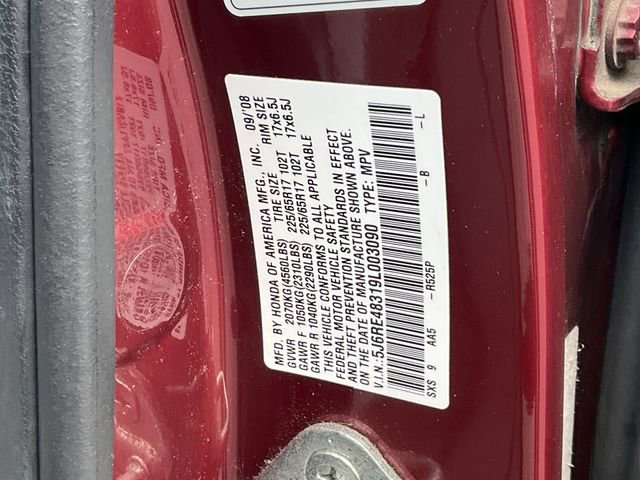 MFD. BY HONDA OF AMERICA MFG., INC. 09/'08
GVWR 2070KG(4560LBS) TIRE SIZE RIM SIZE
GAWR F 1050KG(2310LBS) 225/65R17 102T 17x6.5J
GAWR R 1040KG(2290LBS) 225/65R17 102T 17x6.5J
THIS VEHICLE CONFORMS TO ALL APPLICABLE
FEDERAL MOTOR VEHICLE SAFETY
AND THEFT PREVENTION STANDARDS IN EFFECT
ON THE DATE OF MANUFACTURE SHOWN ABOVE.
V.I.N.:5J6RE48319L003090 TYPE: MPV
SXS 9 AA5 -R525P -B -L